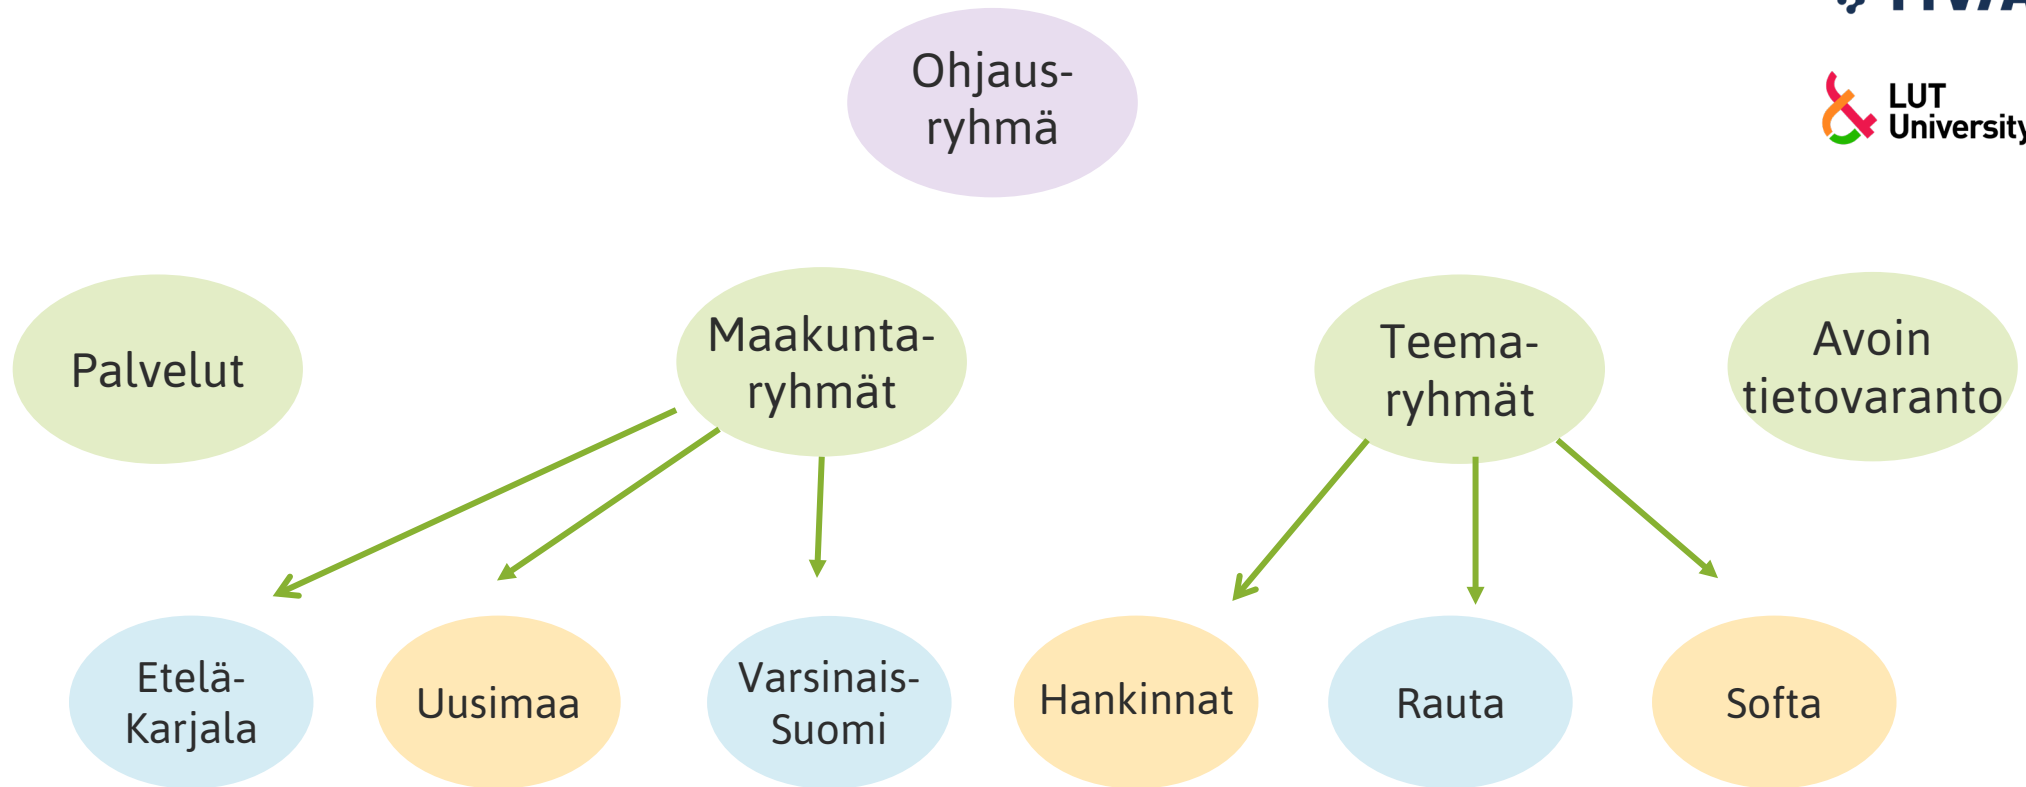 Ohjaus-
ryhmä
LUT
University
Palvelut
Maakunta-
ryhmät
Teema-
ryhmät
Avoin
tietovaranto
Etelä-
Karjala
Uusimaa
Varsinais-
Suomi
Hankinnat
Rauta
Softa